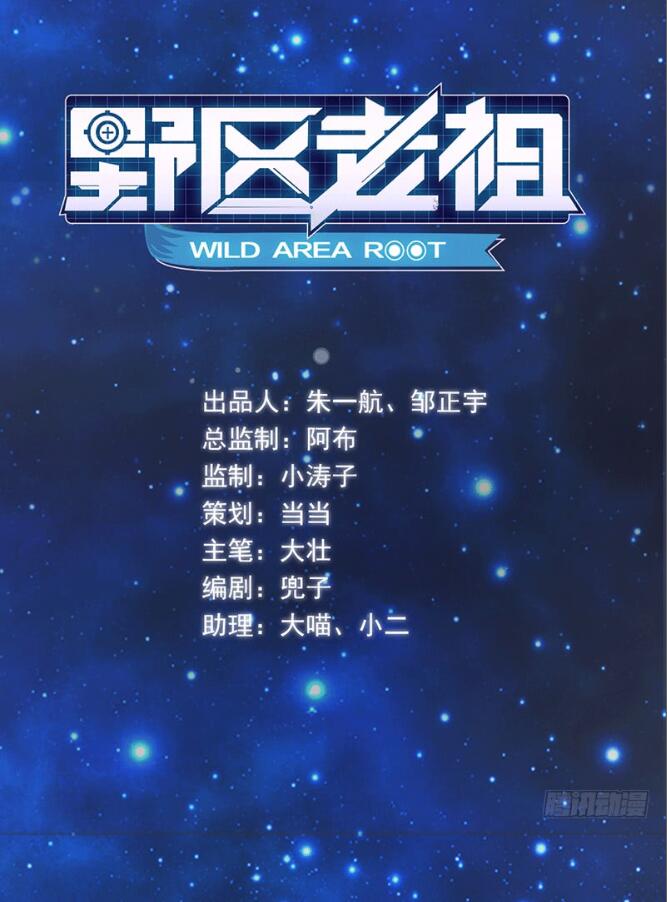 野区老祖
WILD AREA ROOT
出品人：朱一航、邹正宇
总监制：阿布
监制：小涛子
策划：当当
主笔：大壮
编剧：兜子
助理：大喵、小二
腾讯动漫